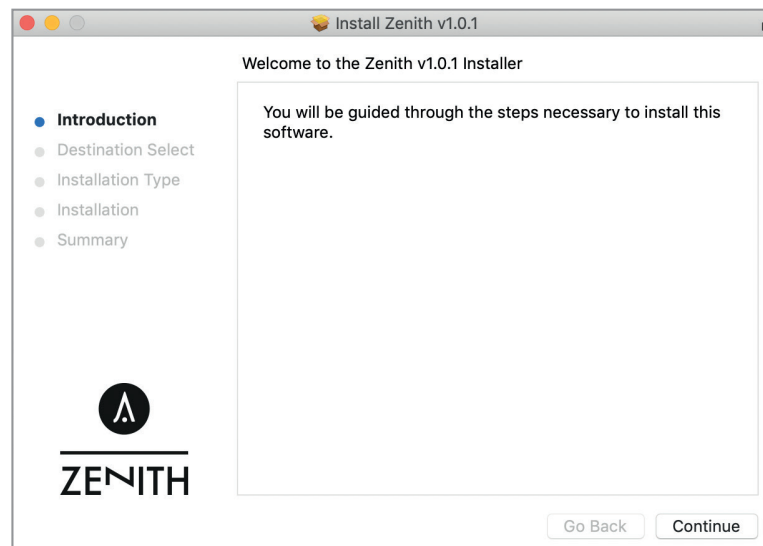 Install Zenith v1.0.1
Welcome to the Zenith v1.0.1 Installer
Introduction
Destination Select
Installation Type
Installation
Summary
You will be guided through the steps necessary to install this
software.
ZENITH
Go Back
Continue